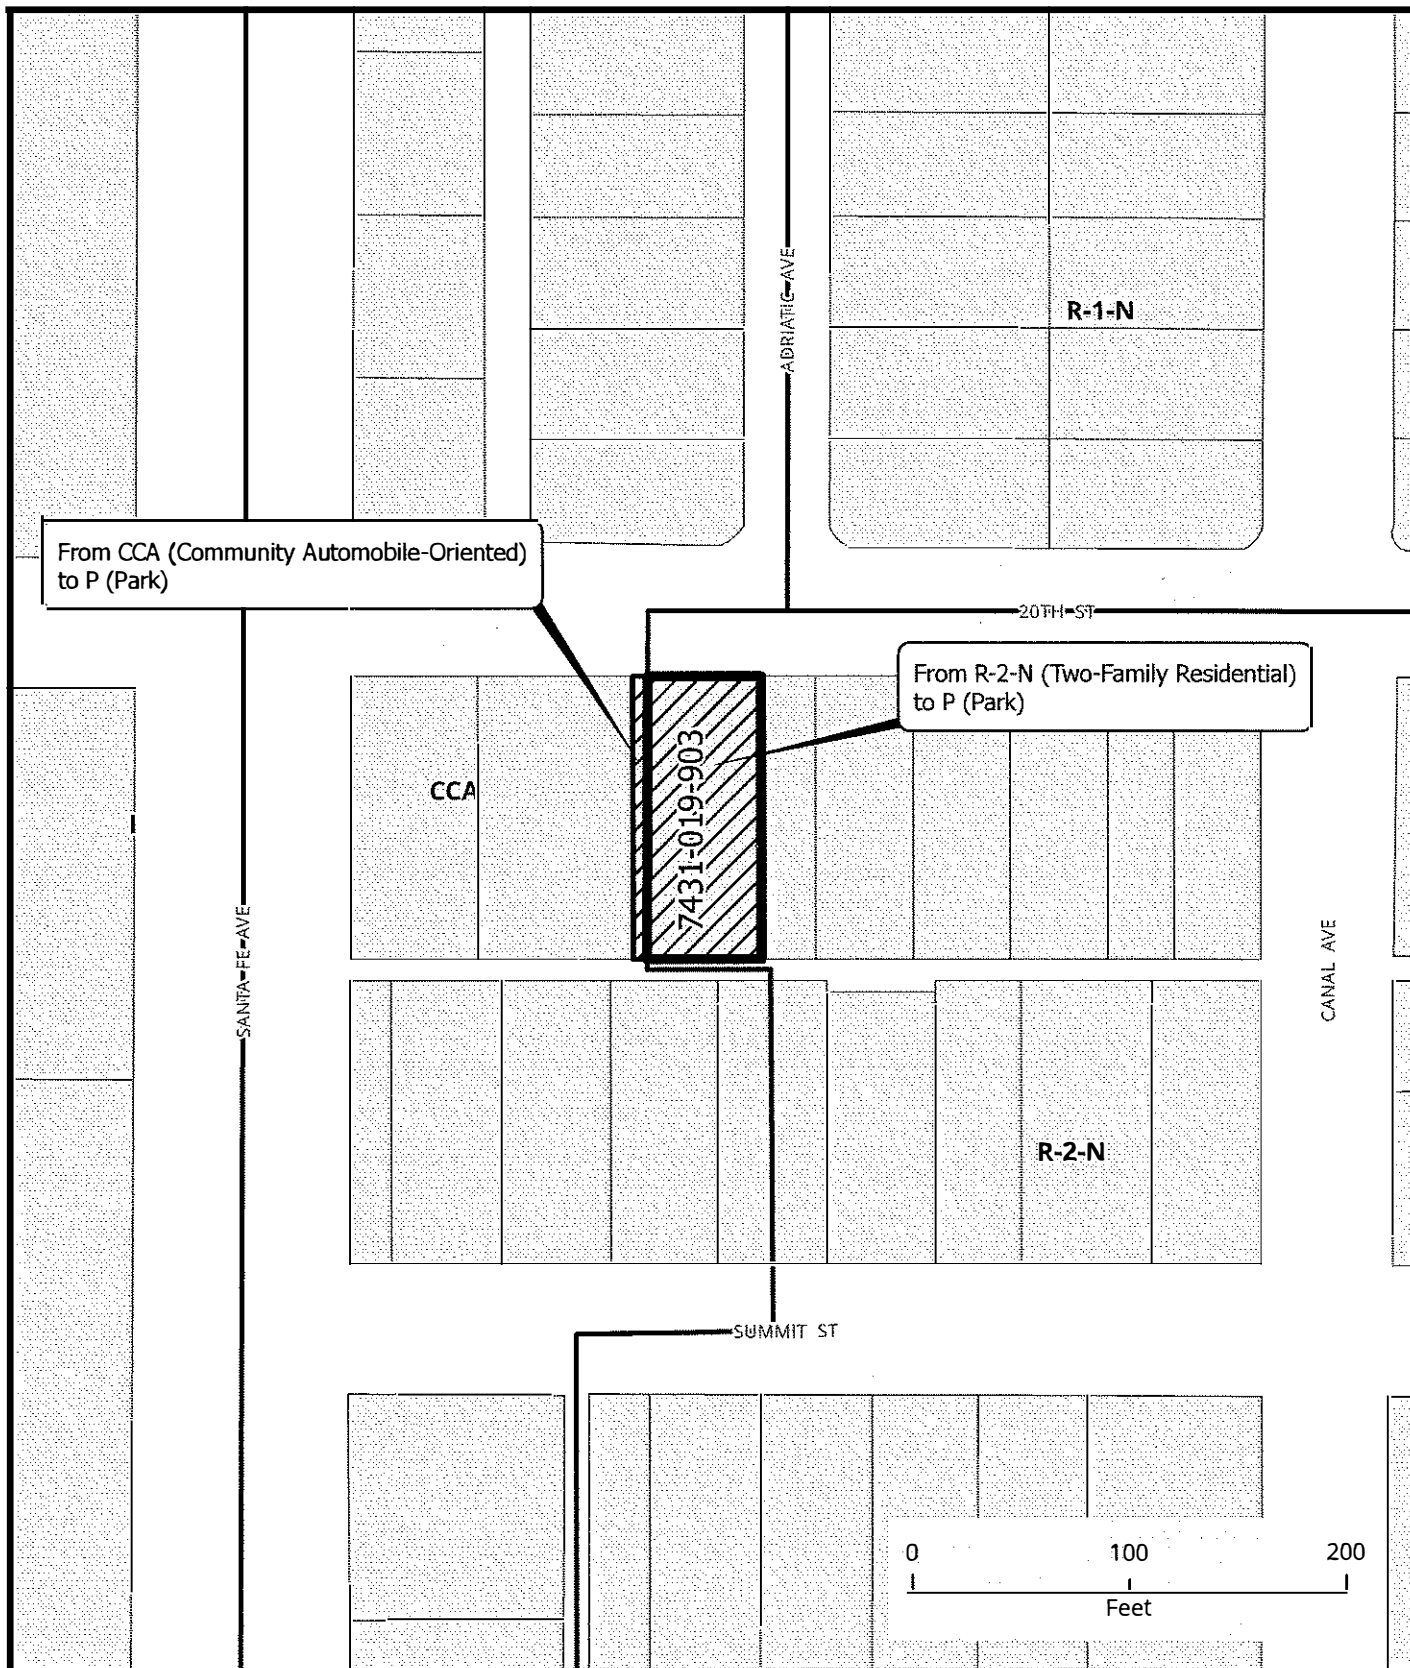 ADRIATIC AVE
R-1-N
From CCA (Community Automobile-Oriented)
to P (Park)
20TH ST
From R-2-N (Two-Family Residential)
to P (Park)
7431-019-903
CCA
SANTA FE AVE
CANAL AVE
R-2-N
SUMMIT ST
0 100 200
Feet